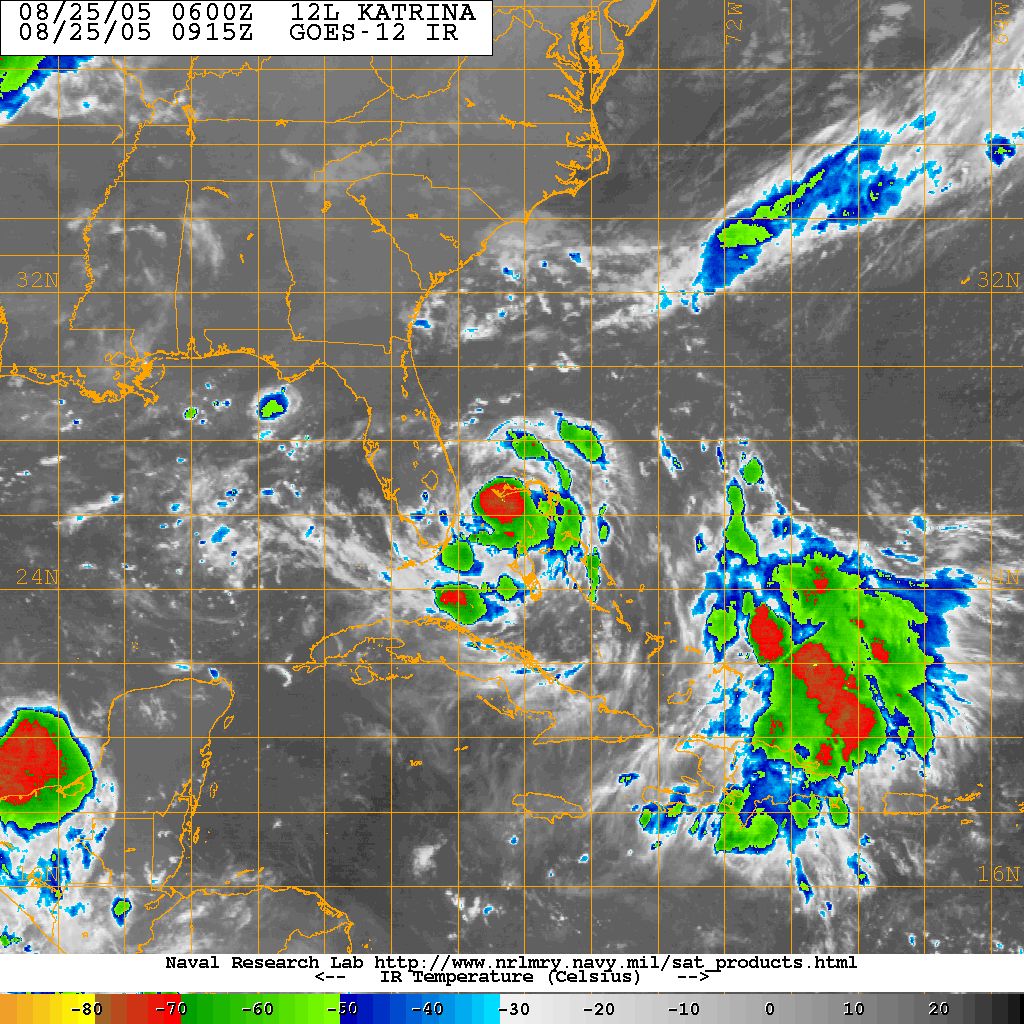 08/25/05 0600Z 12L KATRINA
08/25/05 0915Z GOES-12 IR
72W
32N 32N
24N
16N
Naval Research Lab http://www.nrlmry.navy.mil/sat_products.html
<-- IR Temperature (Celsius) -->
-80 -70 -60 -50 -40 -30 -20 -10 0 10 20